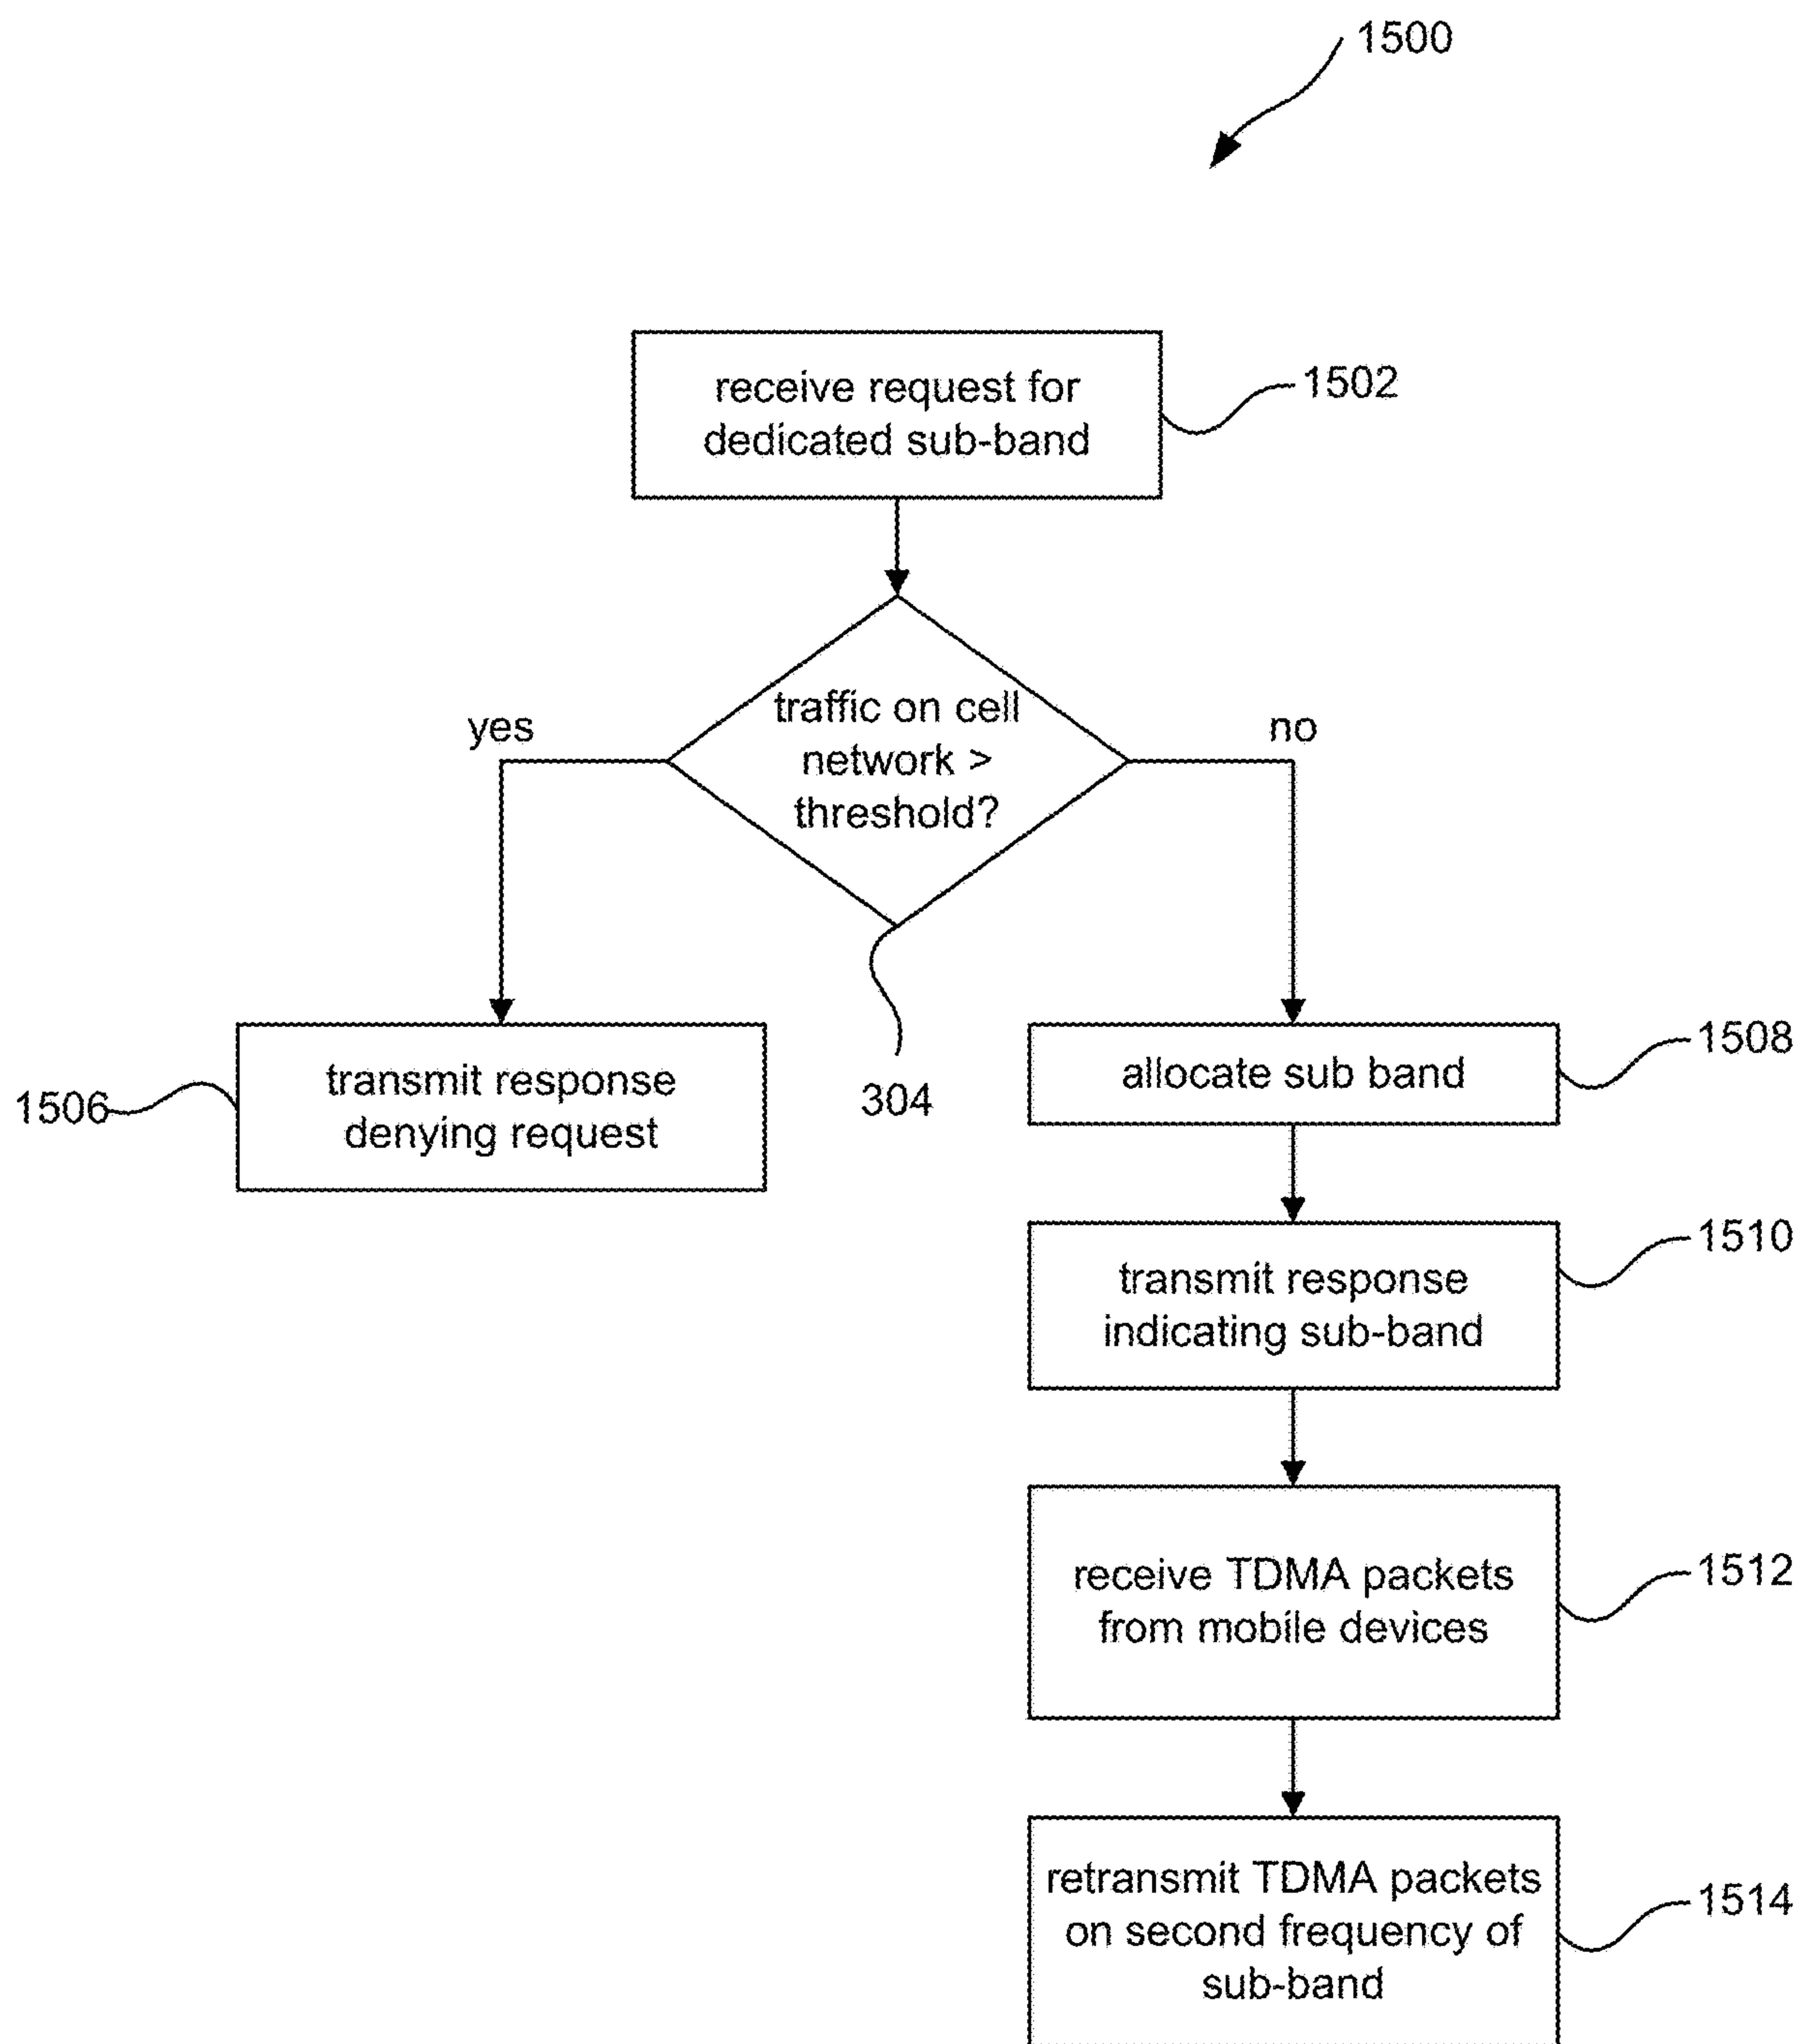 1500
receive request for
dedicated sub-band
1502
traffic on cell
network >
threshold?
yes
no
304
transmit response
denying request
1506
allocate sub band
1508
transmit response
indicating sub-band
1510
receive TDMA packets
from mobile devices
1512
retransmit TDMA packets
on second frequency of
sub-band
1514